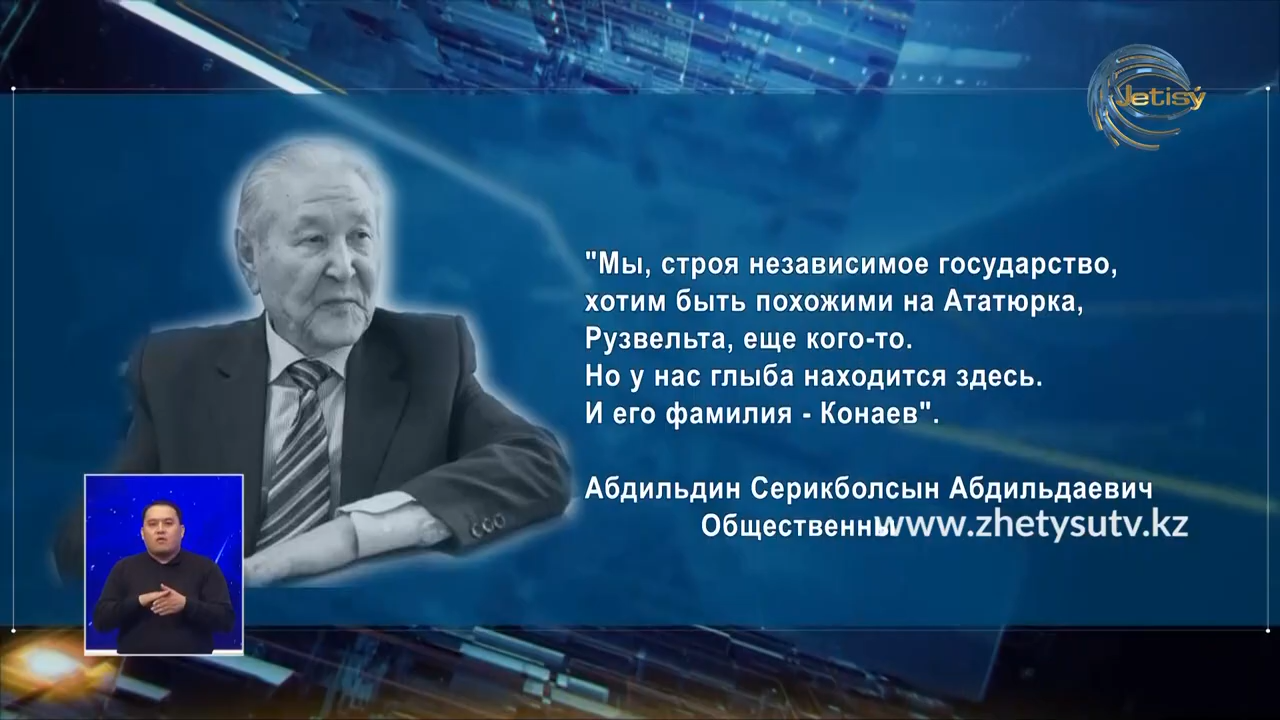 Jetisý
"Мы, строя независимое государство,
хотим быть похожими на Ататюрка,
Рузвельта, еще кого-то.
Но у нас глыба находится здесь.
И его фамилия - Конаев".
Абдильдин Серикболсын Абдильдаевич
Общественны
www.zhetysutv.kz